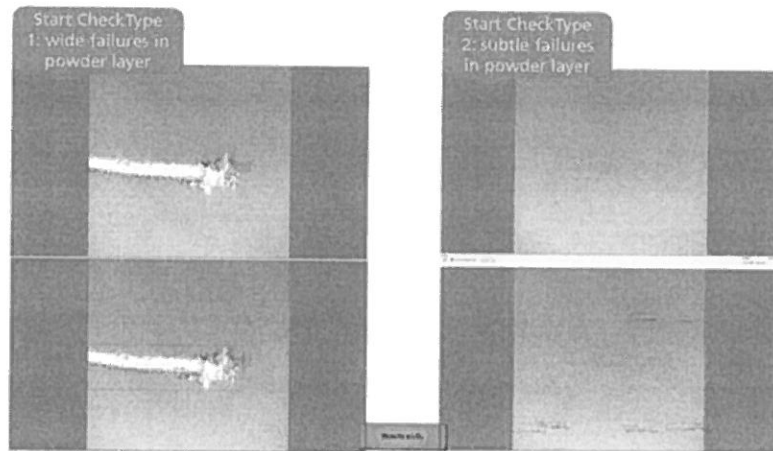 Start CheckType
1: wide failures in
powder layer
Start CheckType
2: subtle failures
in powder layer